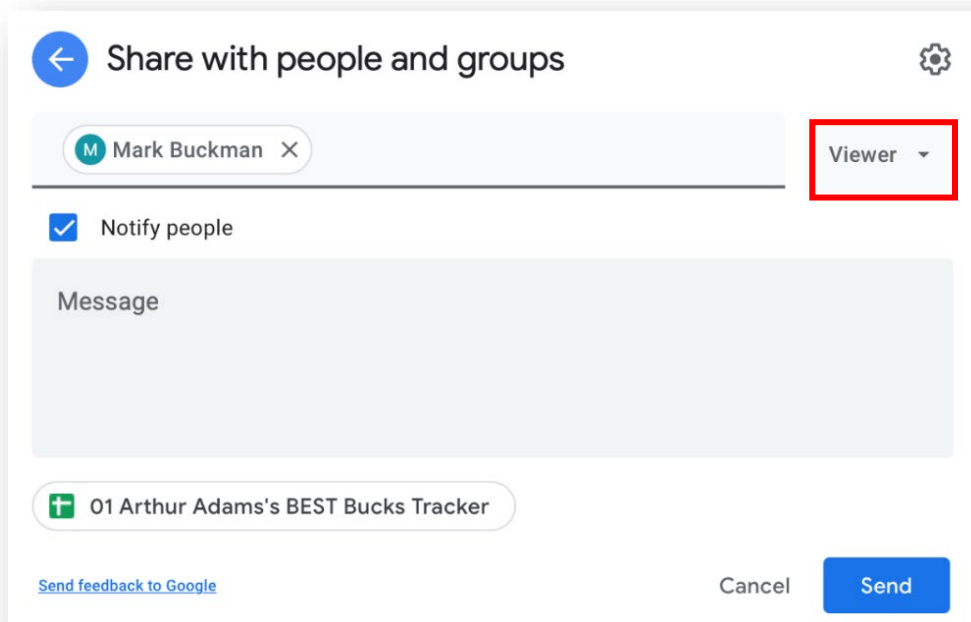 Share with people and groups
M Mark Buckman
Viewer
Notify people
Message
01 Arthur Adams's BEST Bucks Tracker
Send feedback to Google
Cancel
Send